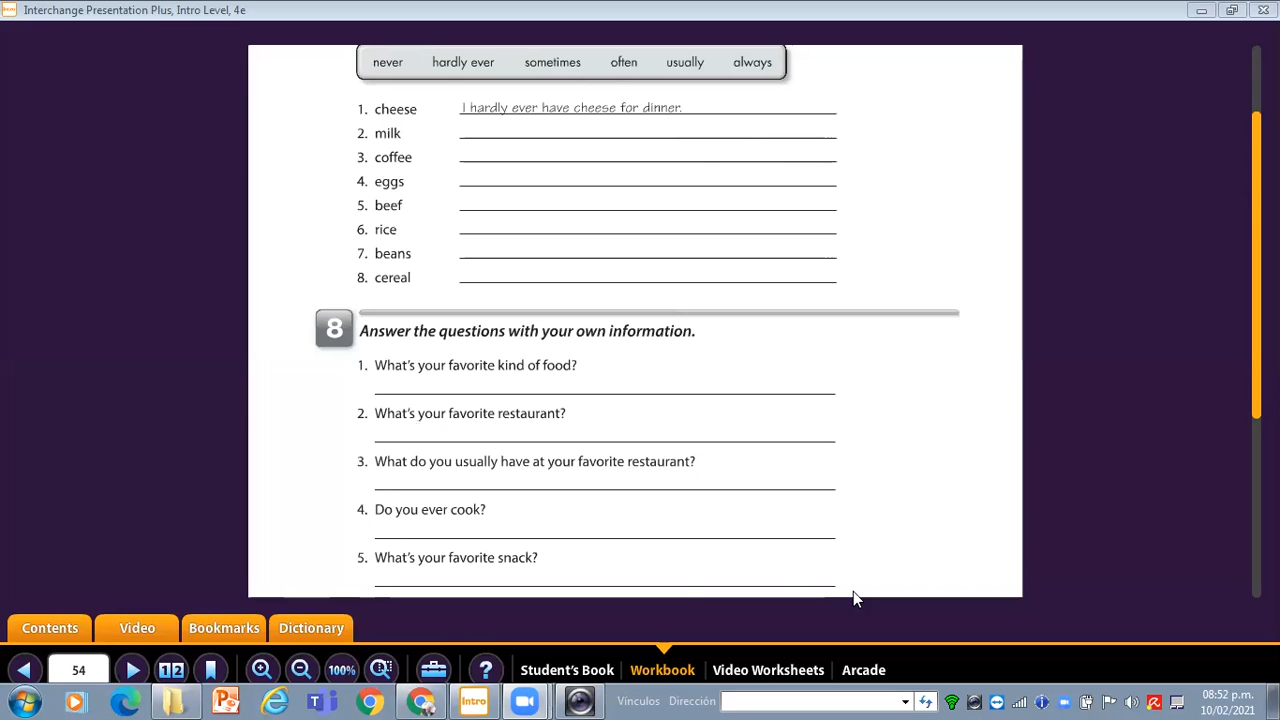 Interchange Presentation Plus, Intro Level, 4e
never hardly ever sometimes often usually always
1. cheese I hardly ever have cheese for dinner.
2. milk
3. coffee
4. eggs
5. beef
6. rice
7. beans
8. cereal
8 Answer the questions with your own information.
1. What's your favorite kind of food?
2. What's your favorite restaurant?
3. What do you usually have at your favorite restaurant?
4. Do you ever cook?
5. What's your favorite snack?
Contents Video Bookmarks Dictionary
54 12 100% ? Student's Book Workbook Video Worksheets Arcade
Intro Vínculos Dirección 08:52 p.m.
10/02/2021